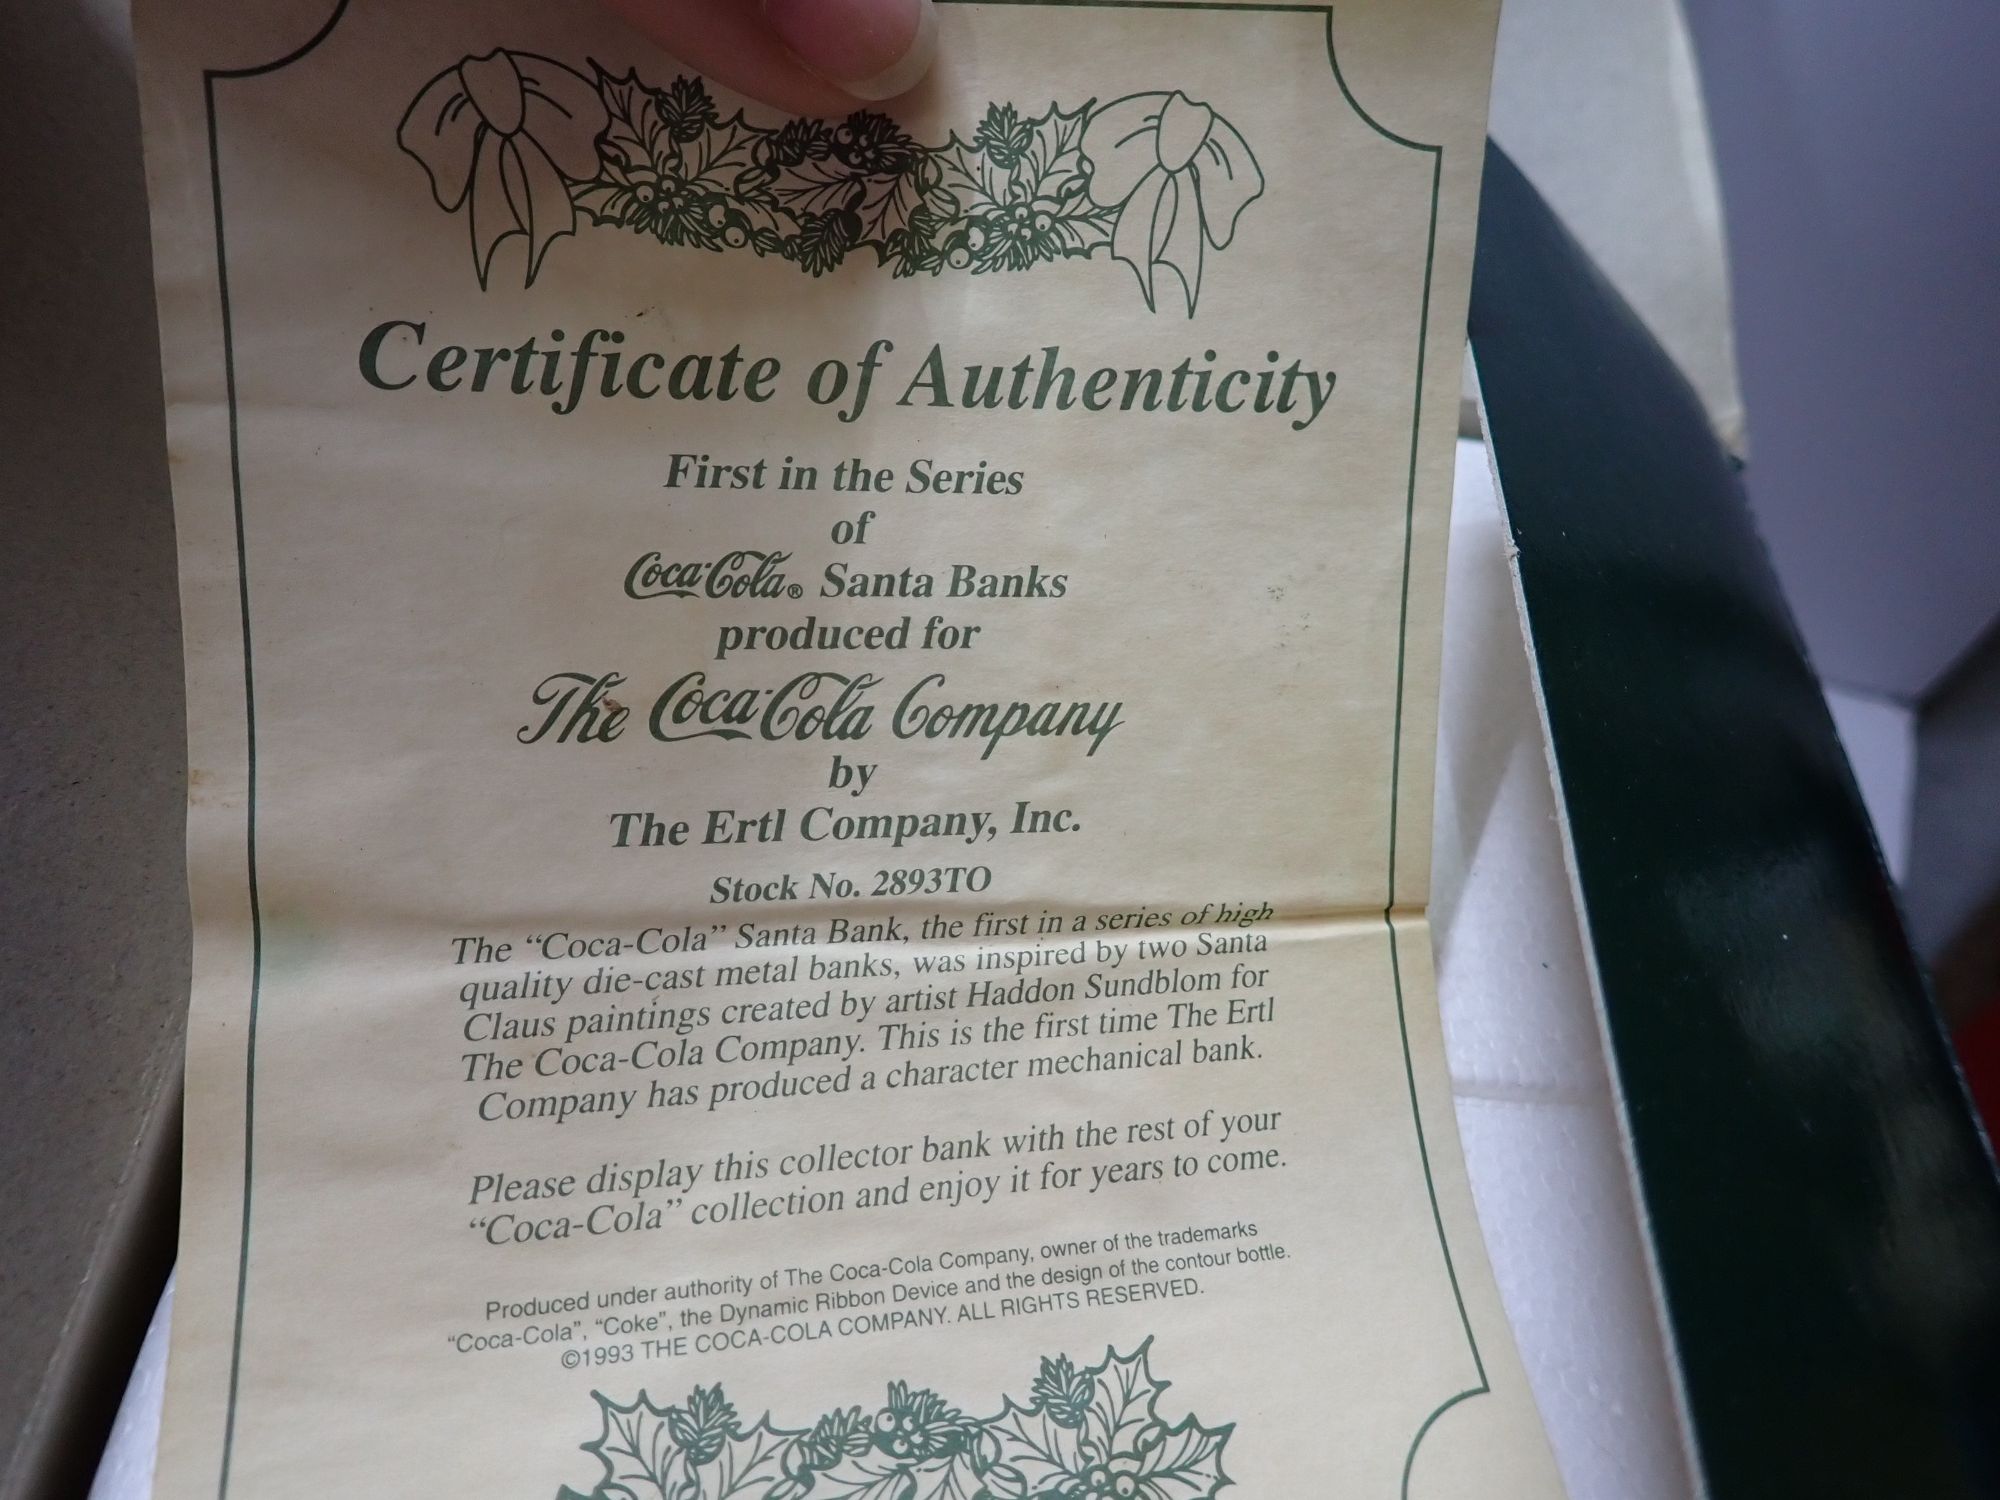 Certificate of Authenticity
First in the Series
of
Coca-Cola® Santa Banks
produced for
The Coca-Cola Company
by
The Ertl Company, Inc.
Stock No. 2893TO
The “Coca-Cola” Santa Bank, the first in a series of high
quality die-cast metal banks, was inspired by two Santa
Claus paintings created by artist Haddon Sundblom for
The Coca-Cola Company. This is the first time The Ertl
Company has produced a character mechanical bank.
Please display this collector bank with the rest of your
“Coca-Cola” collection and enjoy it for years to come.
Produced under authority of The Coca-Cola Company, owner of the trademarks
“Coca-Cola”, “Coke”, the Dynamic Ribbon Device and the design of the contour bottle.
©1993 THE COCA-COLA COMPANY. ALL RIGHTS RESERVED.